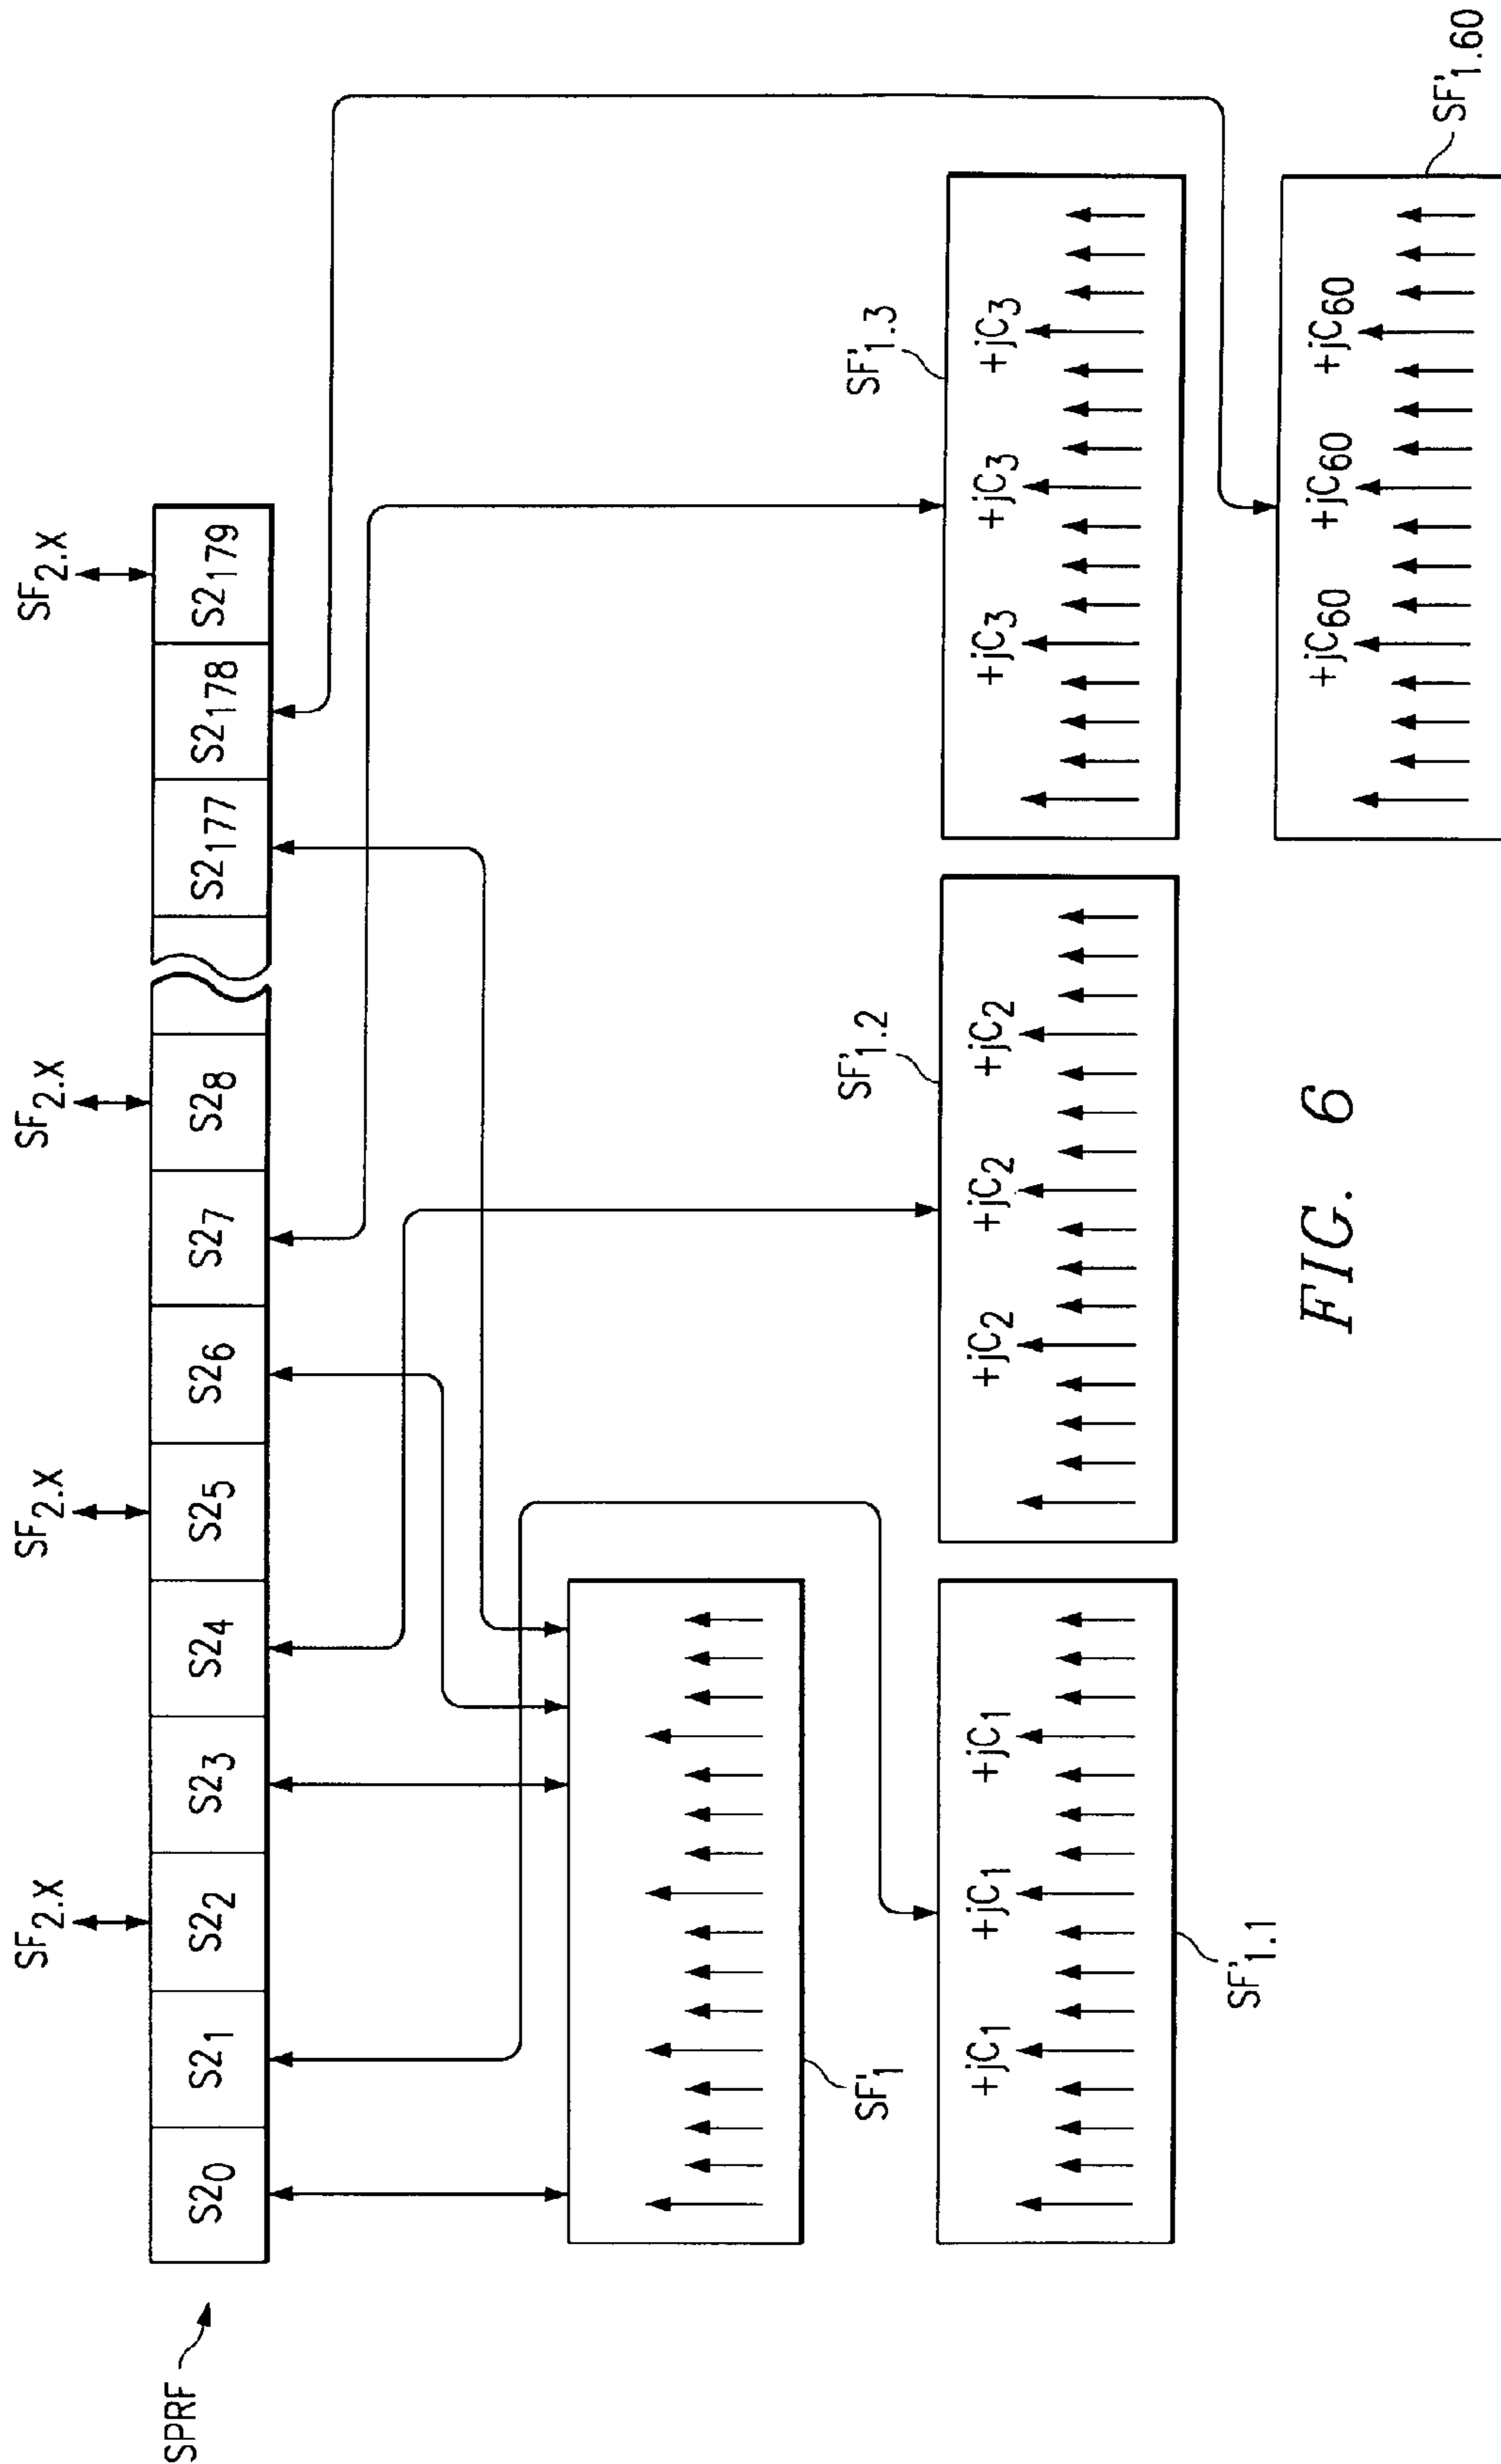 SF2.X SF2.X SF2.X SF2.X
SPRF
S20 S21 S22 S23 S24 S25 S26 S27 S28 S2177 S2178 S2179
SF'1
SF'1.1
+jC1 +jC1 +jC1
SF'1.2
+jC2 +jC2 +jC2
SF'1.3
+jC3 +jC3 +jC3
SF'1.60
+jC60 +jC60 +jC60
FIG. 6